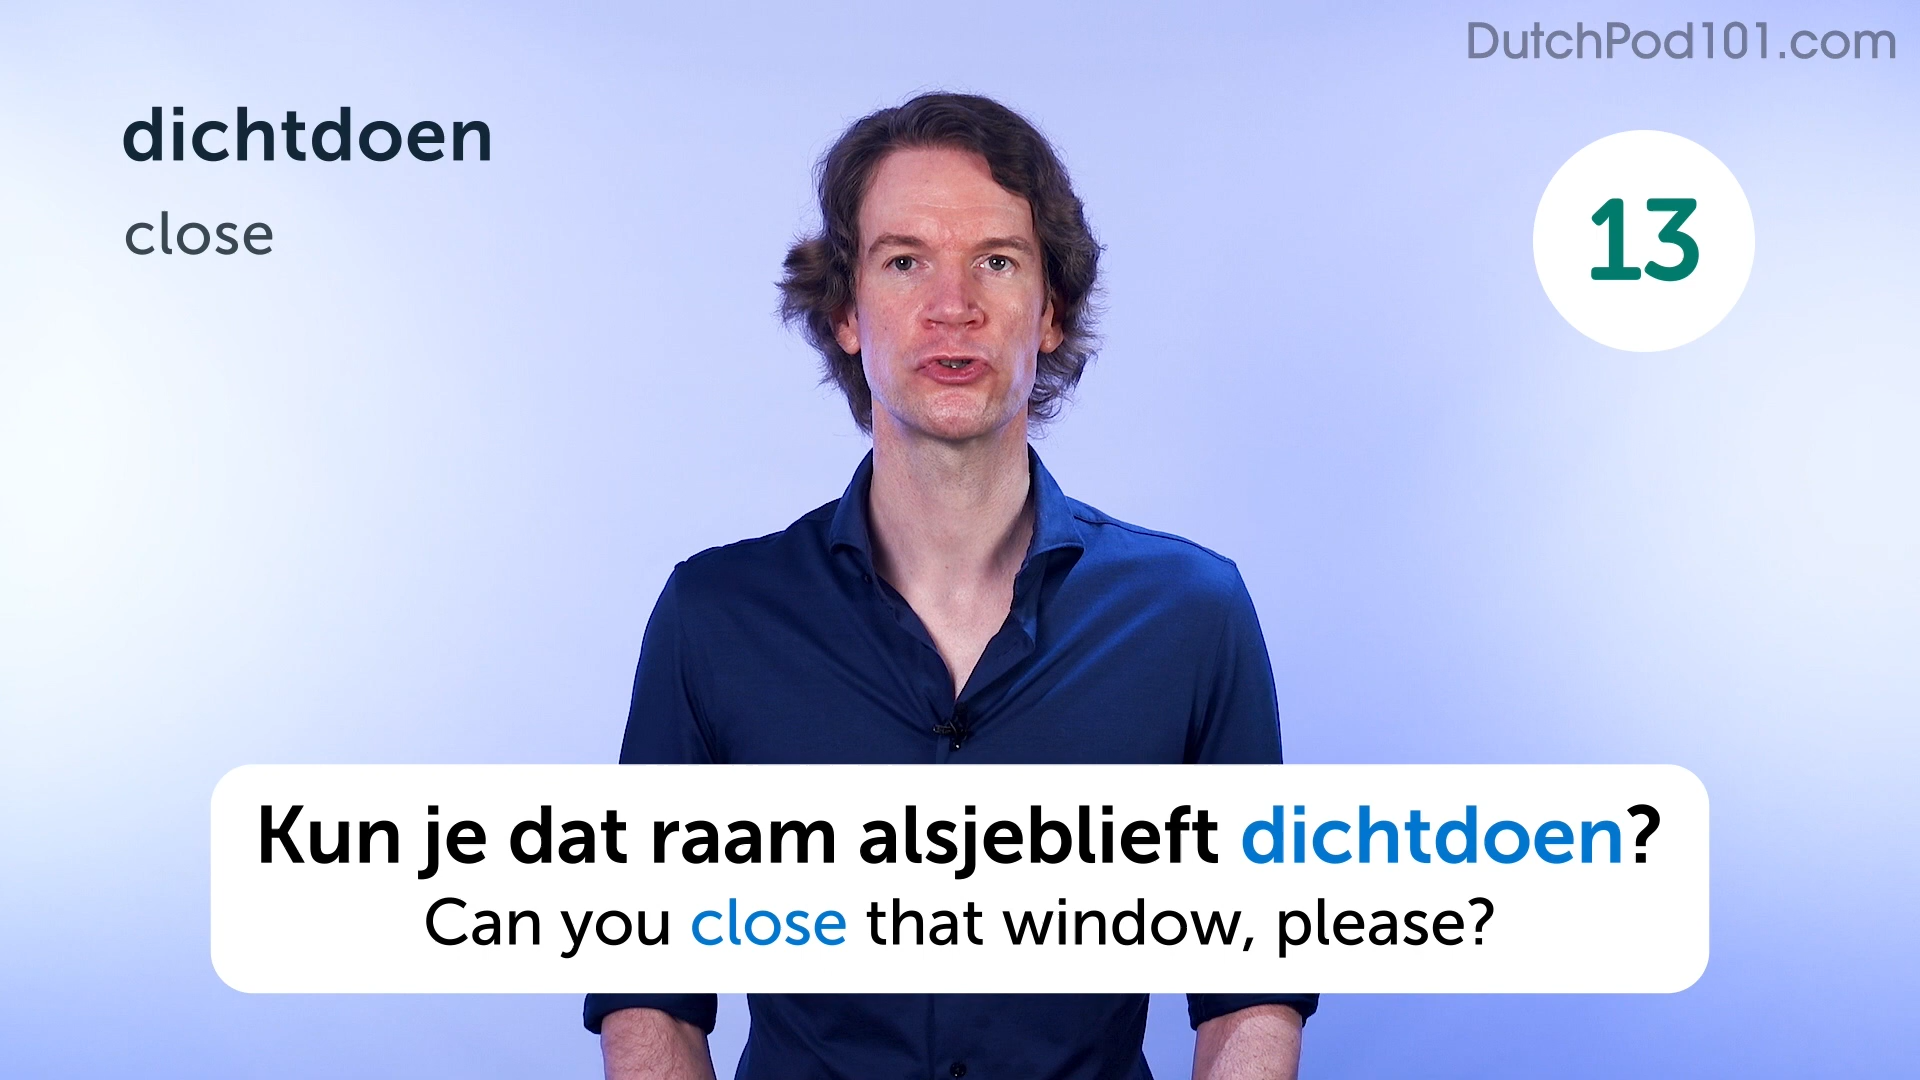 DutchPod101.com
dichtdoen
close
13
Kun je dat raam alsjeblieft dichtdoen?
Can you close that window, please?